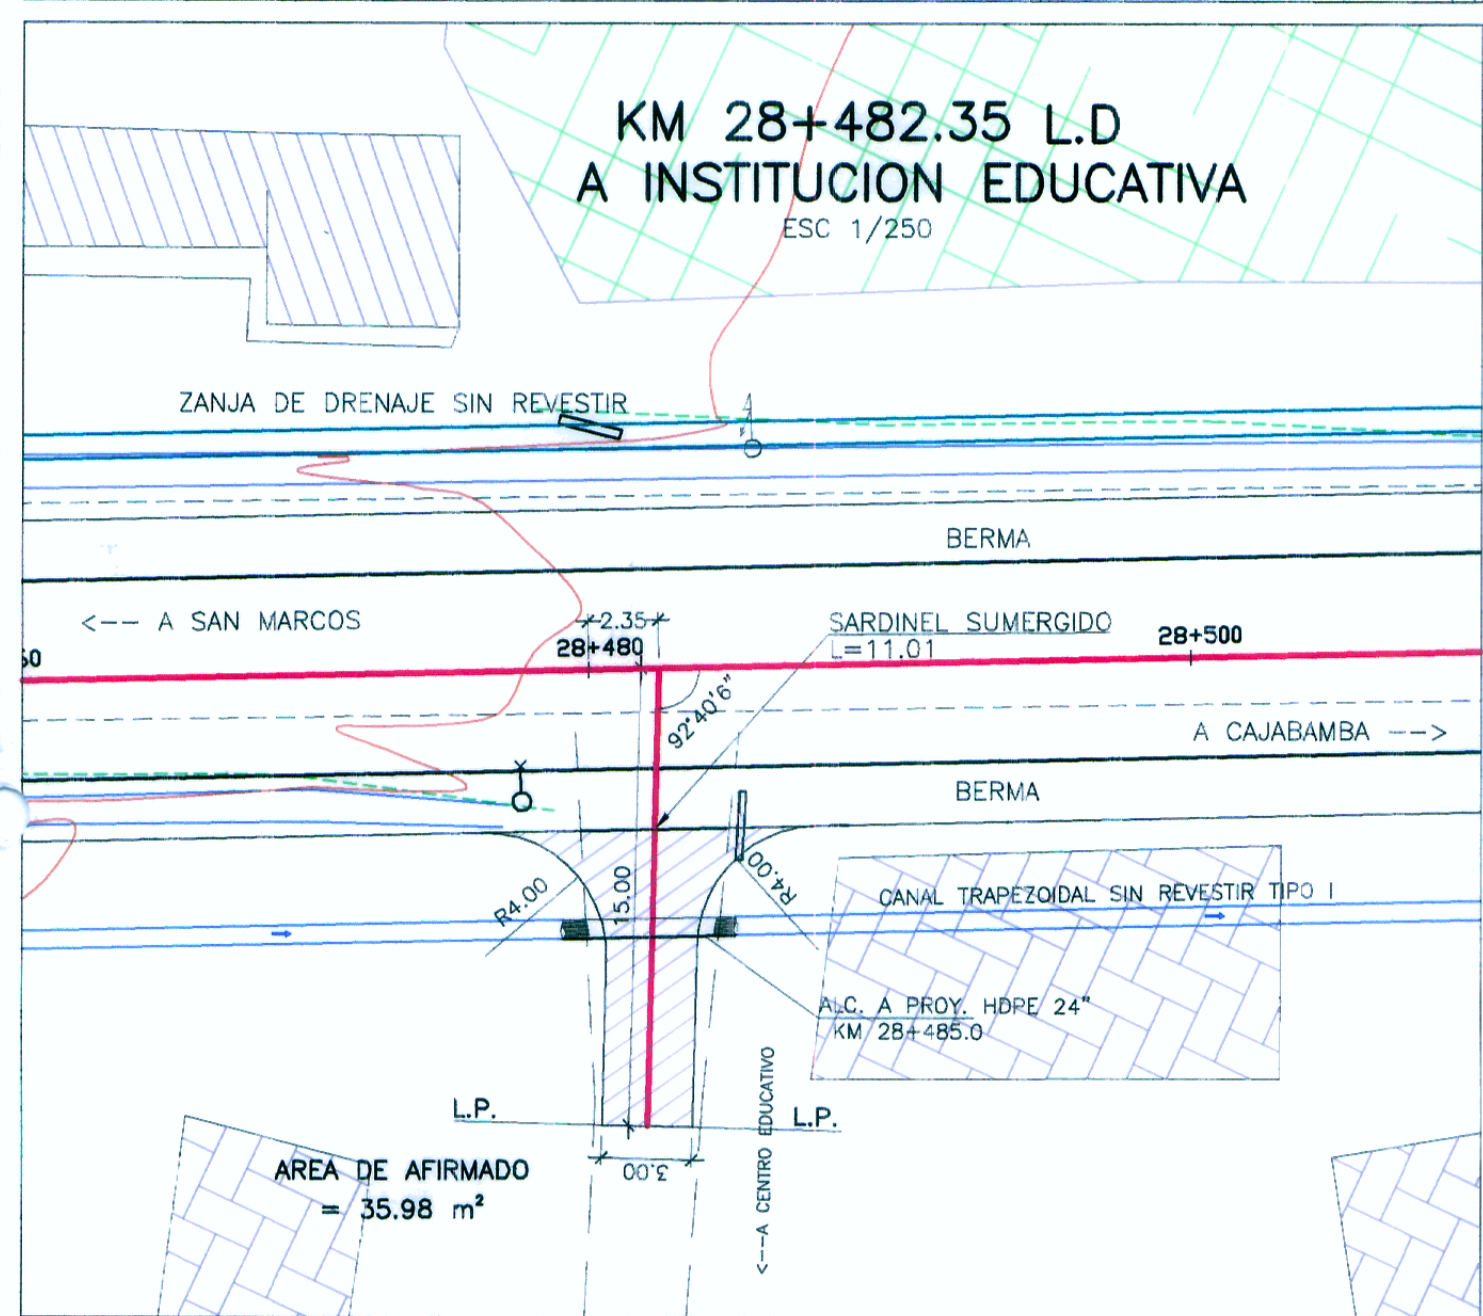 KM 28+482.35 L.D
A INSTITUCION EDUCATIVA
ESC 1/250
ZANJA DE DRENAJE SIN REVESTIR
BERMA
<-- A SAN MARCOS
2.35
SARDINEL SUMERGIDO
L=11.01
28+480
28+500
92°40'6"
A CAJABAMBA -->
BERMA
R4.00
15.00
R4.00
CANAL TRAPEZOIDAL SIN REVESTIR TIPO I
ALC. A PROY. HDPE 24"
KM 28+485.0
L.P.
L.P.
<--A CENTRO EDUCATIVO
3.00
AREA DE AFIRMADO
= 35.98 m²